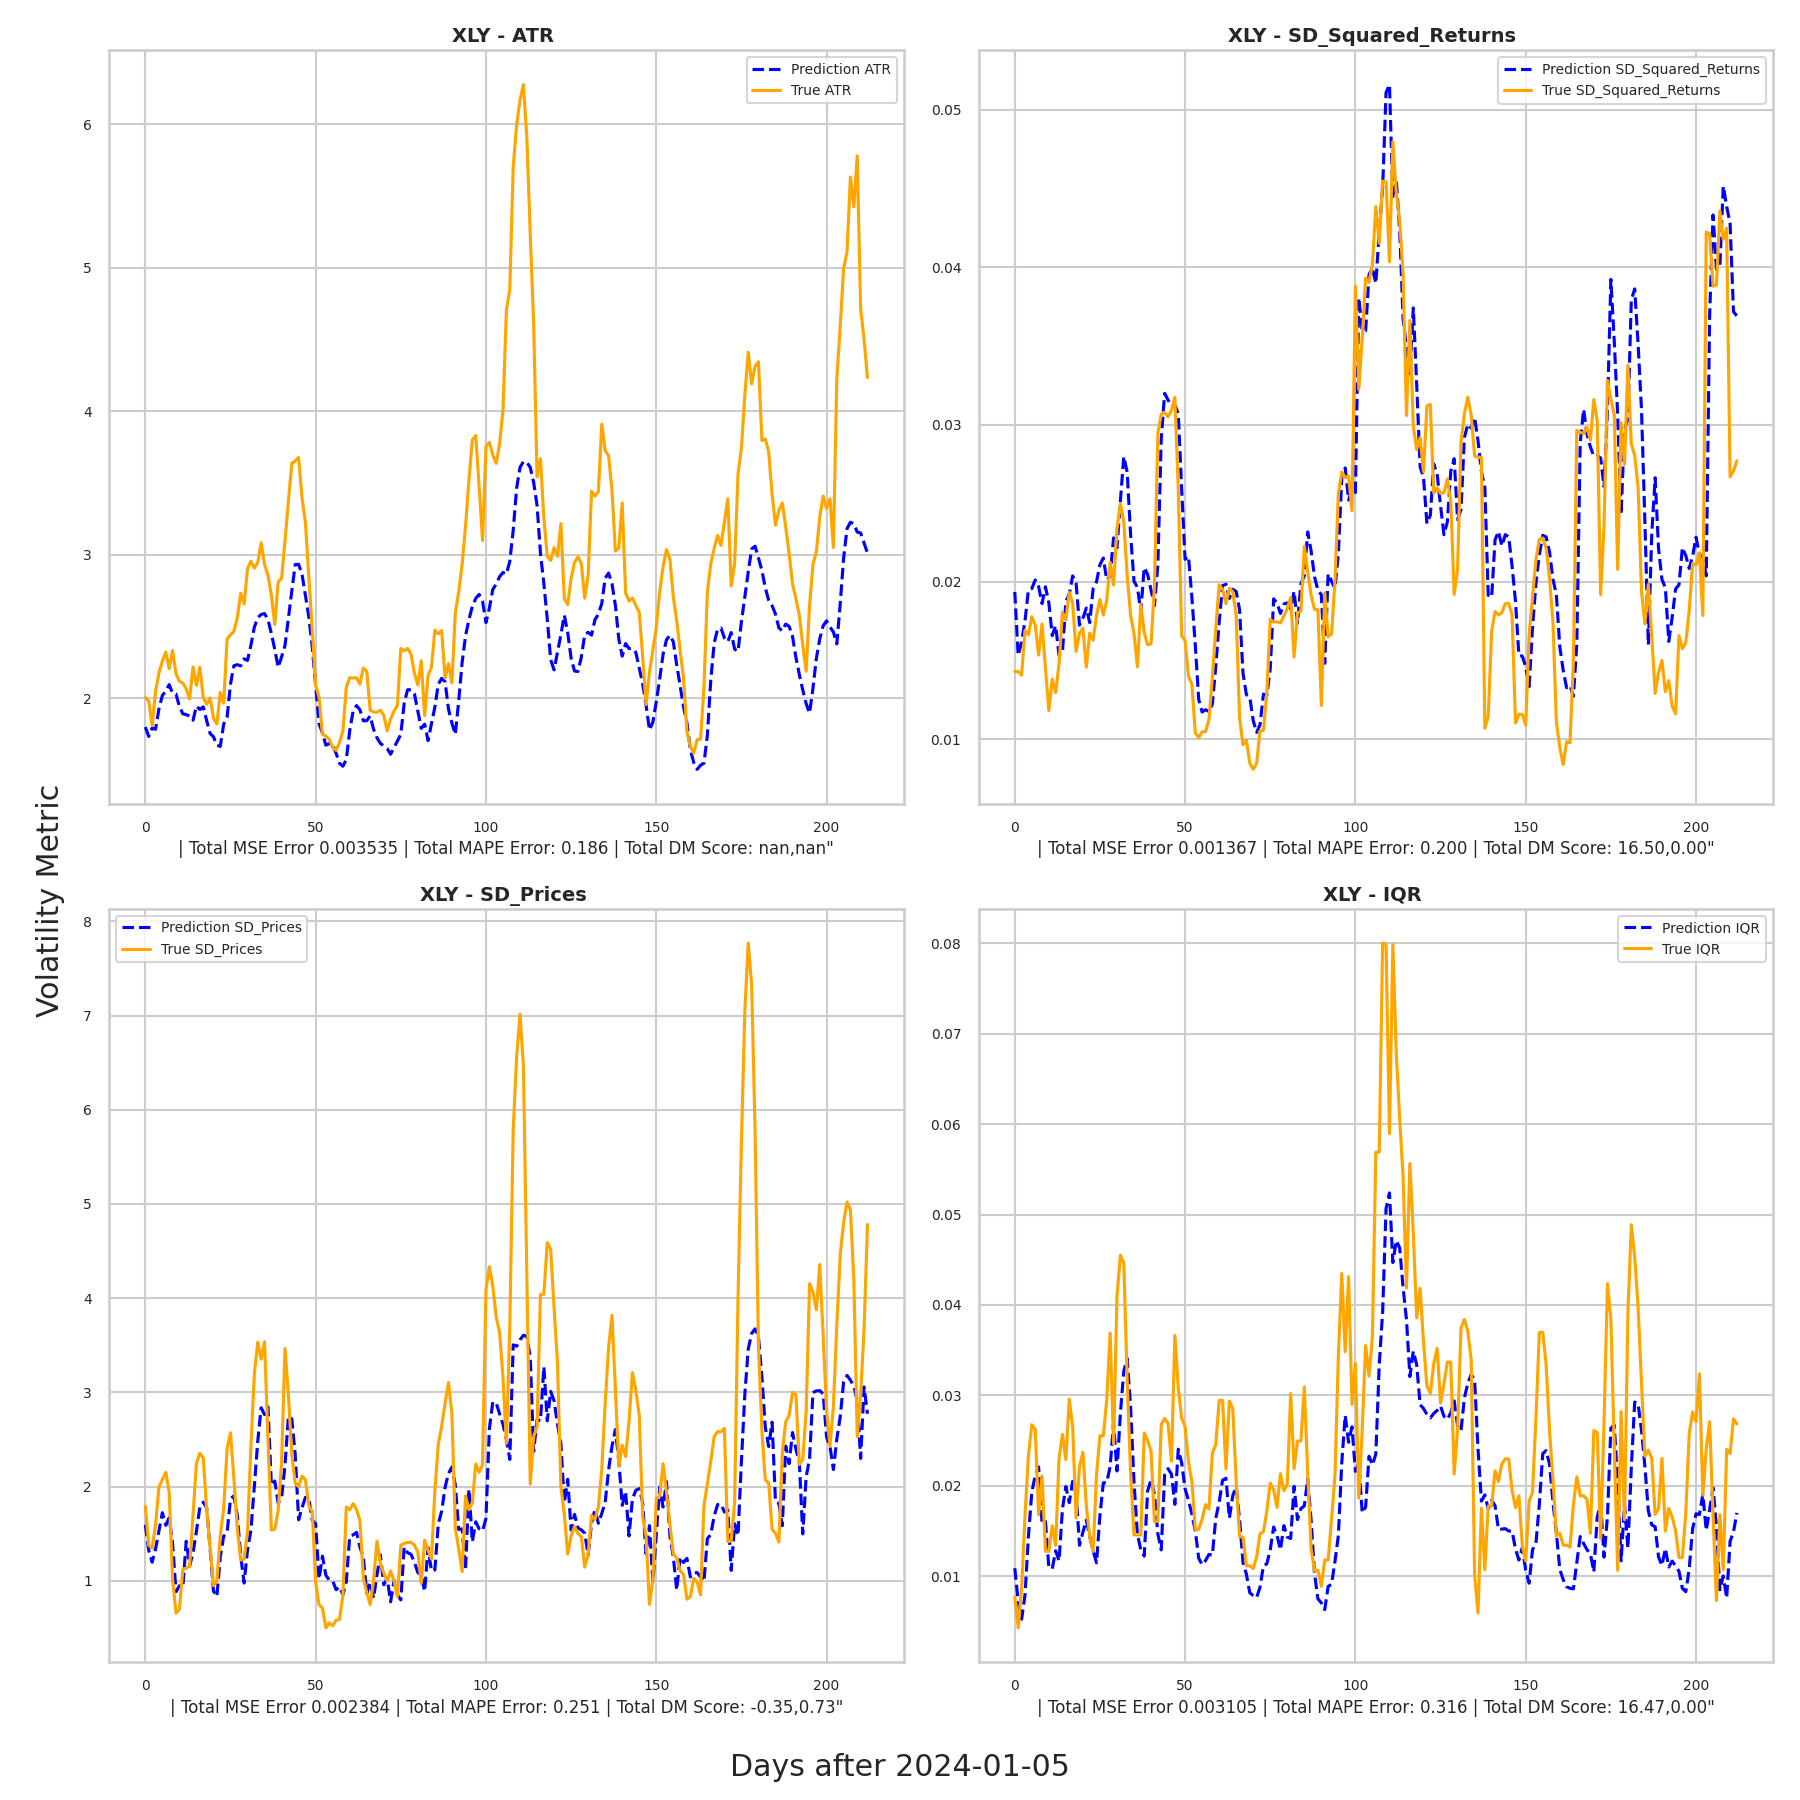 XLY - ATR
Prediction ATR
True ATR
6
5
4
3
2
0 50 100 150 200
| Total MSE Error 0.003535 | Total MAPE Error: 0.186 | Total DM Score: nan,nan"
XLY - SD_Squared_Returns
Prediction SD_Squared_Returns
True SD_Squared_Returns
0.05
0.04
0.03
0.02
0.01
0 50 100 150 200
| Total MSE Error 0.001367 | Total MAPE Error: 0.200 | Total DM Score: 16.50,0.00"
Volatility Metric
XLY - SD_Prices
Prediction SD_Prices
True SD_Prices
8
7
6
5
4
3
2
1
0 50 100 150 200
| Total MSE Error 0.002384 | Total MAPE Error: 0.251 | Total DM Score: -0.35,0.73"
XLY - IQR
Prediction IQR
True IQR
0.08
0.07
0.06
0.05
0.04
0.03
0.02
0.01
0 50 100 150 200
| Total MSE Error 0.003105 | Total MAPE Error: 0.316 | Total DM Score: 16.47,0.00"
Days after 2024-01-05